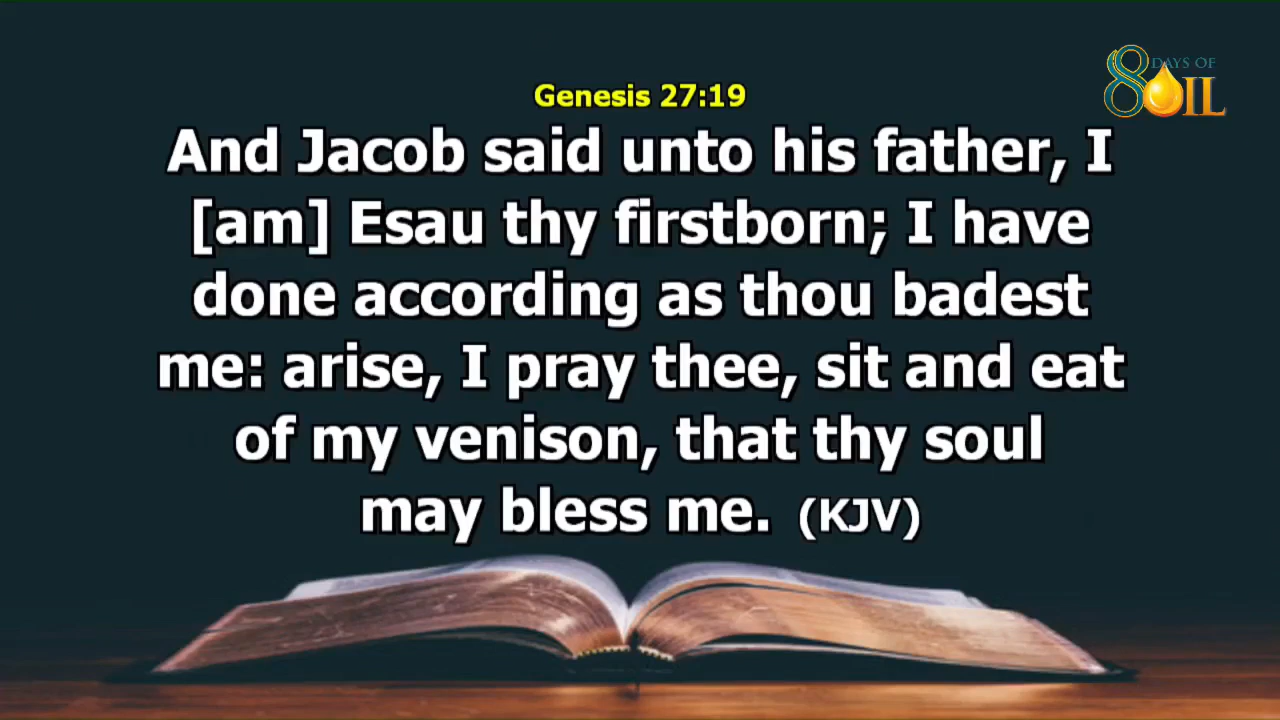 8 DAYS OF OIL
Genesis 27:19
And Jacob said unto his father, I
[am] Esau thy firstborn; I have
done according as thou badest
me: arise, I pray thee, sit and eat
of my venison, that thy soul
may bless me. (KJV)